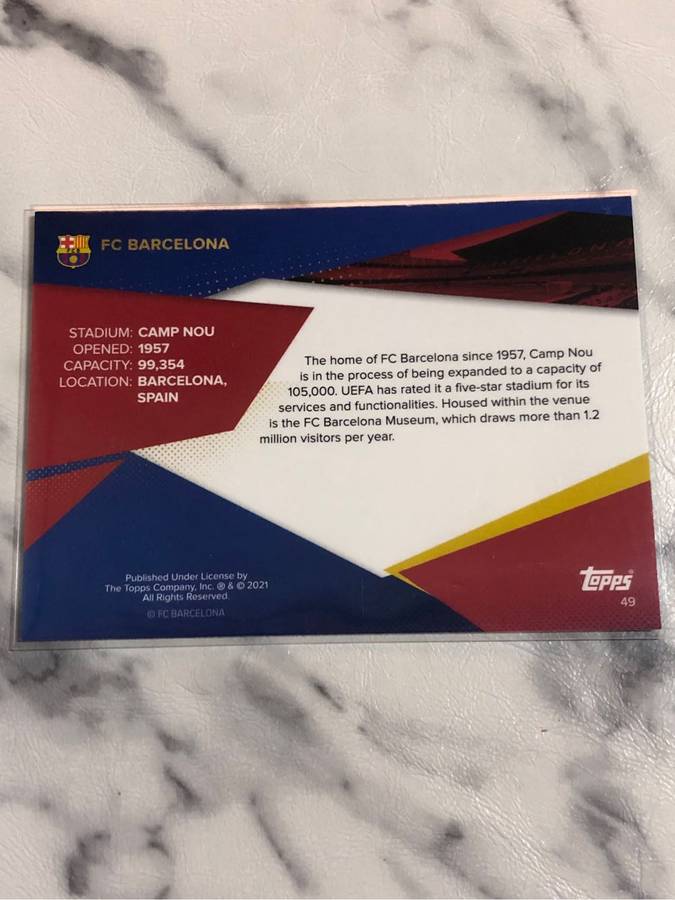 FC BARCELONA
STADIUM: CAMP NOU
OPENED: 1957
CAPACITY: 99,354
LOCATION: BARCELONA,
SPAIN
The home of FC Barcelona since 1957, Camp Nou
is in the process of being expanded to a capacity of
105,000. UEFA has rated it a five-star stadium for its
services and functionalities. Housed within the venue
is the FC Barcelona Museum, which draws more than 1.2
million visitors per year.
Published Under License by
The Topps Company, Inc. ® & © 2021
All Rights Reserved.
© FC BARCELONA
topps®
49